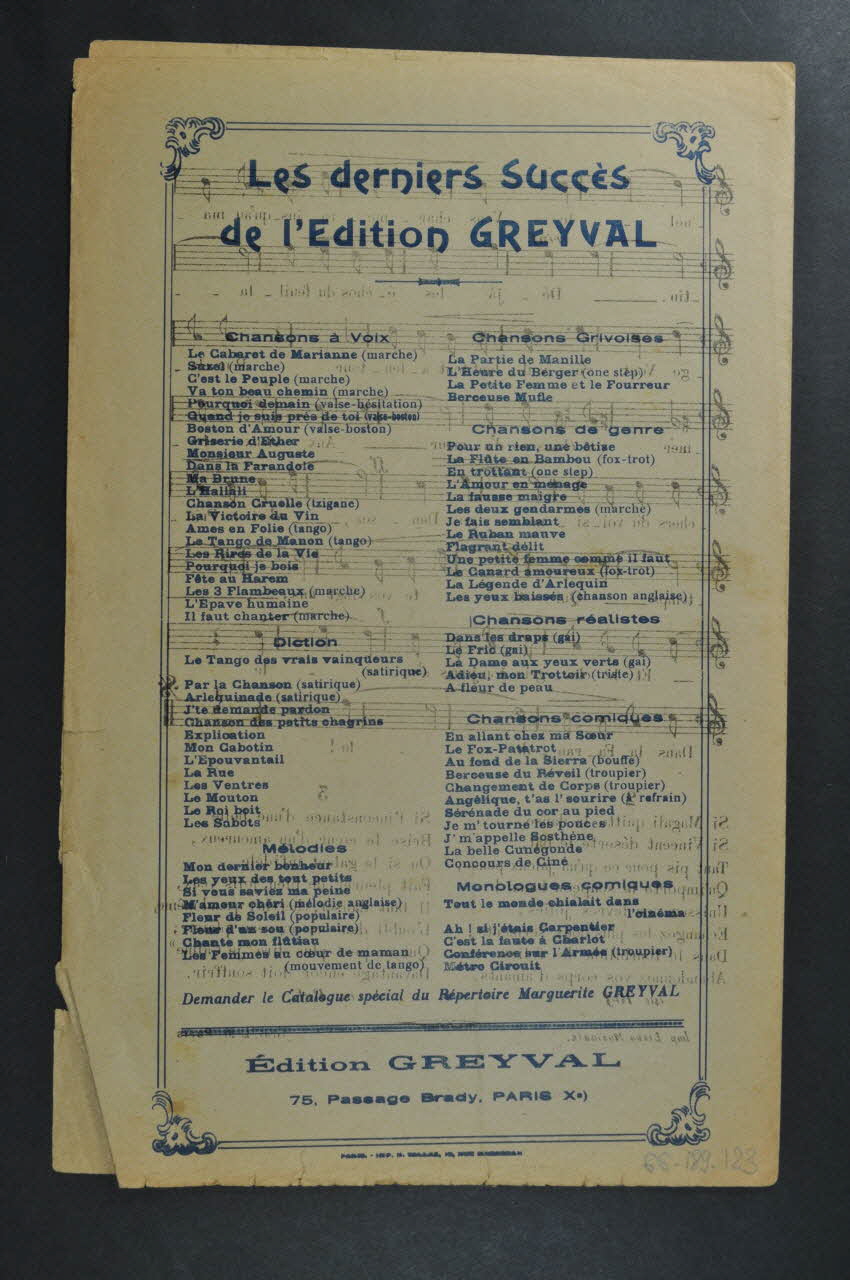 Les derniers Succès
de l'Edition GREYVAL
Chansons à Voix
Le Cabaret de Marianne (marche)
Suzel (marche)
C'est le Peuple (marche)
Va ton beau chemin (marche)
Pourquoi demain (valse-hésitation)
Quand je suis près de toi (valse-boston)
Boston d'Amour (valse-boston)
Griserie d'Ether
Monsieur Auguste
Dans la Farandole
Ma Brune
L'Hallali
Chanson Cruelle (tzigane)
La Victoire du Vin
Ames en Folie (tango)
Le Tango de Manon (tango)
Les Rires de la Vie
Pourquoi je bois
Fête au Harem
Les 3 Flambeaux (marche)
L'Epave humaine
Il faut chanter (marche)
Diction
Le Tango des vrais vainqueurs
(satirique)
Par la Chanson (satirique)
Arlequinade (satirique)
J'te demande pardon
Chanson des petits chagrins
Explication
Mon Cabotin
L'Epouvantail
La Rue
Les Ventres
Le Mouton
Le Roi boit
Les Sabots
Mélodies
Mon dernier bonheur
Les yeux des tout petits
Si vous saviez ma peine
M'amour chéri (mélodie anglaise)
Fleur de Soleil (populaire)
Fleur d'un sou (populaire)
Chante mon flûtiau
Les Femmes au cœur de maman
(mouvement de tango)
Chansons Grivoises
La Partie de Manille
L'Heure du Berger (one step)
La Petite Femme et le Fourreur
Berceuse Mufle
Chansons de genre
Pour un rien, une bêtise
La Flûte en Bambou (fox-trot)
En trottant (one step)
L'Amour en ménage
La fausse maigre
Les deux gendarmes (marche)
Je fais semblant
Le Ruban mauve
Flagrant délit
Une petite femme comme il faut
Le Canard amoureux (fox-trot)
La Légende d'Arlequin
Les yeux baissés (chanson anglaise)
Chansons réalistes
Dans les draps (gai)
Le Fric (gai)
La Dame aux yeux verts (gai)
Adieu, mon Trottoir (triste)
A fleur de peau
Chansons comiques
En allant chez ma Sœur
Le Fox-Patatrot
Au fond de la Sierra (bouffe)
Berceuse du Réveil (troupier)
Changement de Corps (troupier)
Angélique, t'as l' sourire (à refrain)
Sérénade du cor au pied
Je m' tourne les pouces
J' m'appelle Sosthène
La belle Cunégonde
Concours de Ciné
Monologues comiques
Tout le monde chialait dans
l'cinéma
Ah ! si j'étais Carpentier
C'est la faute à Charlot
Conférence sur l'Armée (troupier)
Métro Circuit
Demander le Catalogue spécial du Répertoire Marguerite GREYVAL
Édition GREYVAL
75, Passage Brady, PARIS Xe)
PARIS. - IMP.
66-189.123